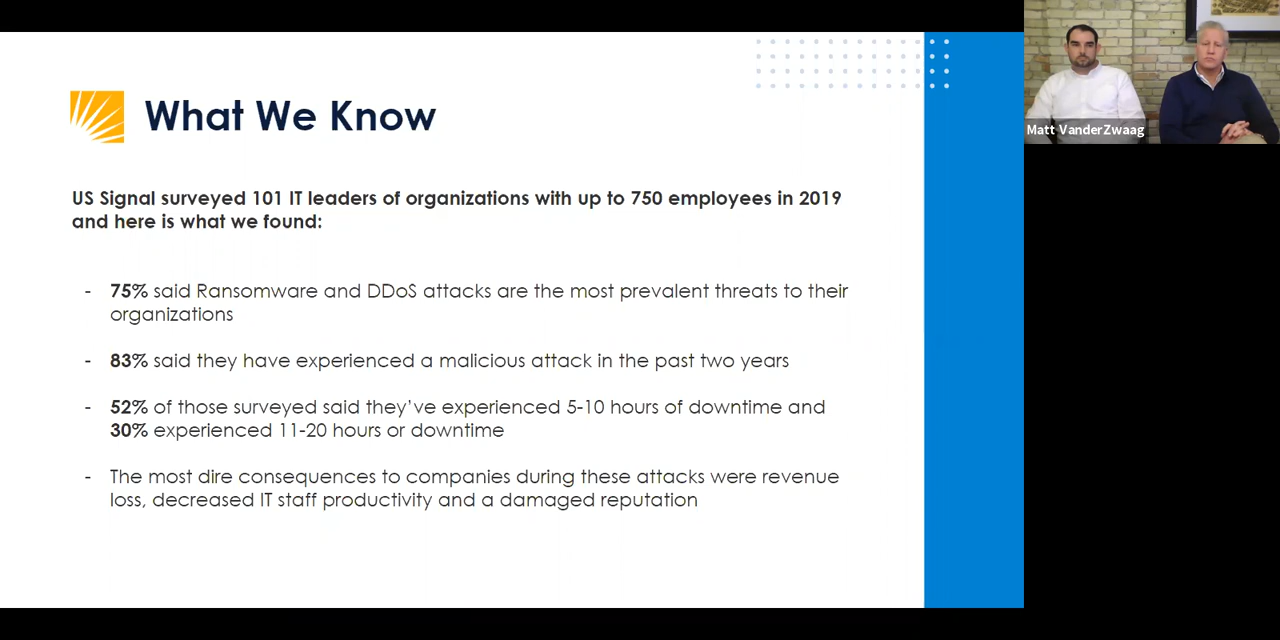 What We Know
US Signal surveyed 101 IT leaders of organizations with up to 750 employees in 2019
and here is what we found:
- 75% said Ransomware and DDoS attacks are the most prevalent threats to their
organizations
- 83% said they have experienced a malicious attack in the past two years
- 52% of those surveyed said they’ve experienced 5-10 hours of downtime and
30% experienced 11-20 hours or downtime
- The most dire consequences to companies during these attacks were revenue
loss, decreased IT staff productivity and a damaged reputation
Matt VanderZwaag